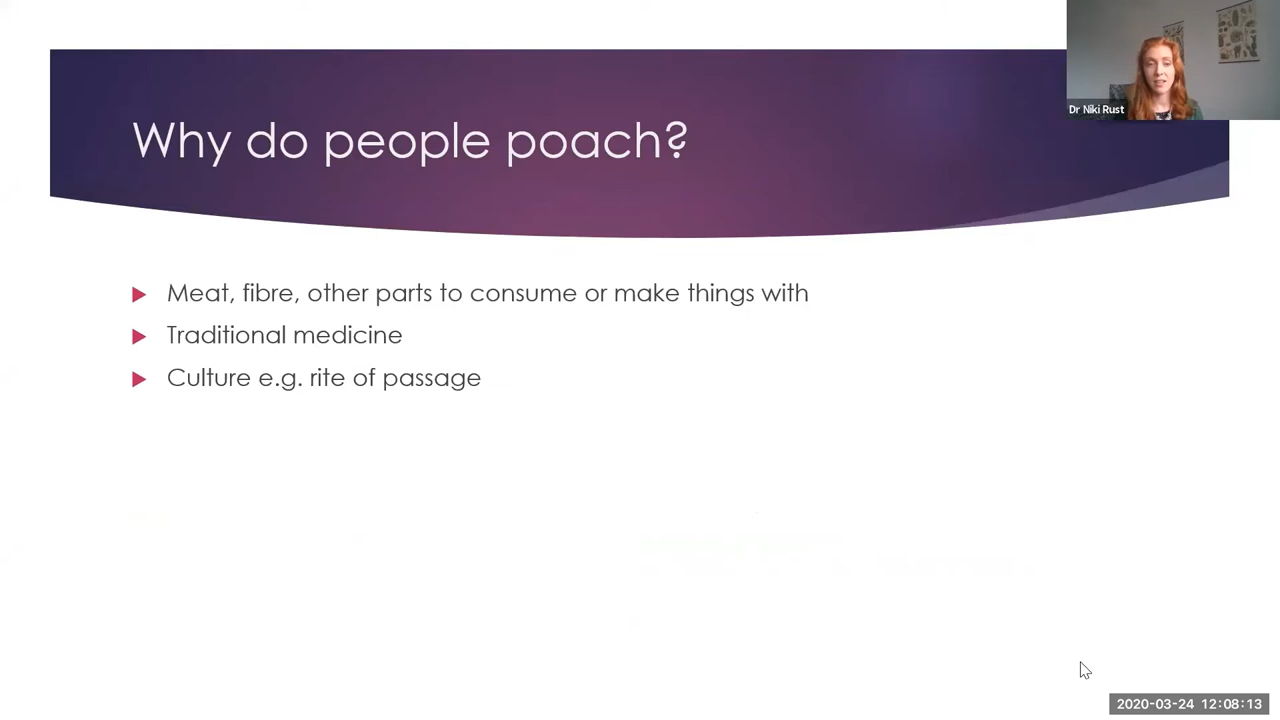 Dr Niki Rust
Why do people poach?
Meat, fibre, other parts to consume or make things with
Traditional medicine
Culture e.g. rite of passage
2020-03-24 12:08:13